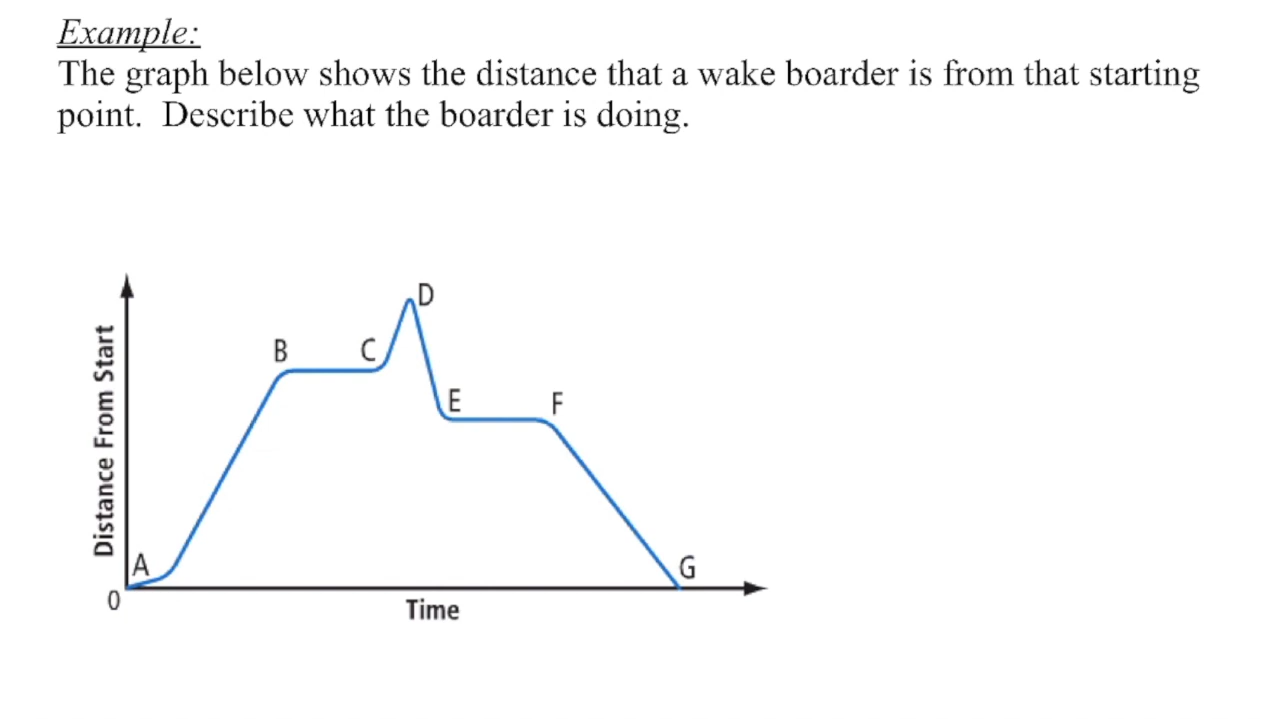 Example:
The graph below shows the distance that a wake boarder is from that starting
point. Describe what the boarder is doing.
D
B
C
E
F
Distance From Start
A
G
0
Time